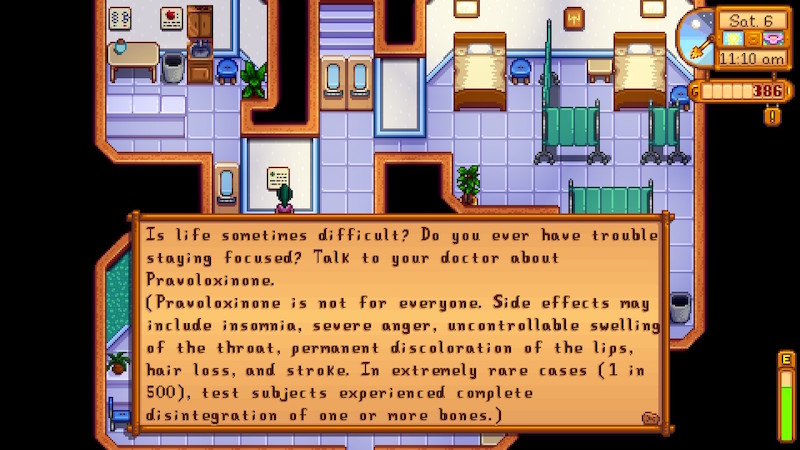 Sat. 6
11:10 am
G 386
Is life sometimes difficult? Do you ever have trouble
staying focused? Talk to your doctor about
Pravoloxinone.
(Pravoloxinone is not for everyone. Side effects may
include insomnia, severe anger, uncontrollable swelling
of the throat, permanent discoloration of the lips,
hair loss, and stroke. In extremely rare cases (1 in
500), test subjects experienced complete
disintegration of one or more bones.)
E